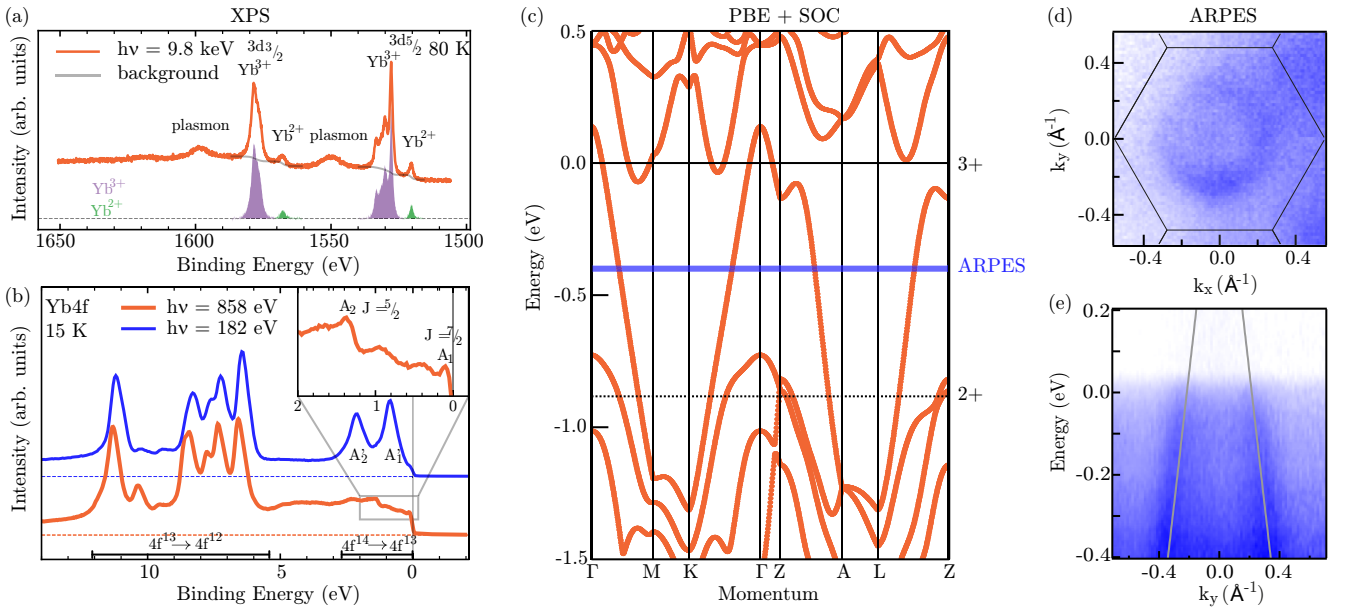 (a)
XPS
hν = 9.8 keV
background
3d3/2
Yb3+
3d5/2
80 K
Yb3+
plasmon
Yb2+
plasmon
Yb2+
Yb3+
Yb2+
Intensity (arb. units)
1650
1600
1550
1500
Binding Energy (eV)
(b)
Yb4f
hν = 858 eV
15 K
hν = 182 eV
A2 J = 5/2
J = 7/2
A1
2
1
0
A2*
A1*
4f13→4f12
4f14→4f13
Intensity (arb. units)
10
5
0
Binding Energy (eV)
(c)
PBE + SOC
0.5
0.0
-0.5
-1.0
-1.5
Energy (eV)
3+
ARPES
2+
Γ
M
K
Γ
Z
A
L
Z
Momentum
(d)
ARPES
0.4
0.0
-0.4
ky (Å-1)
-0.4
0.0
0.4
kx (Å-1)
(e)
0.2
0.0
-0.2
-0.4
Energy (eV)
-0.4
0.0
0.4
ky (Å-1)